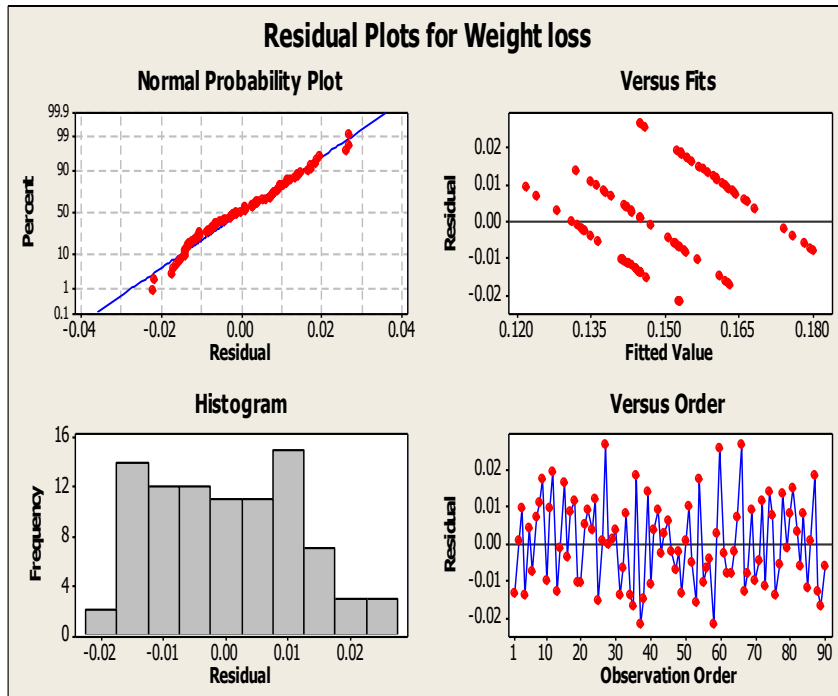 Residual Plots for Weight loss
Normal Probability Plot
Percent
99.9
99
90
50
10
1
0.1
-0.04 -0.02 0.00 0.02 0.04
Residual
Versus Fits
Residual
0.02
0.01
0.00
-0.01
-0.02
0.120 0.135 0.150 0.165 0.180
Fitted Value
Histogram
Frequency
16
12
8
4
0
-0.02 -0.01 0.00 0.01 0.02
Residual
Versus Order
Residual
0.02
0.01
0.00
-0.01
-0.02
1 10 20 30 40 50 60 70 80 90
Observation Order